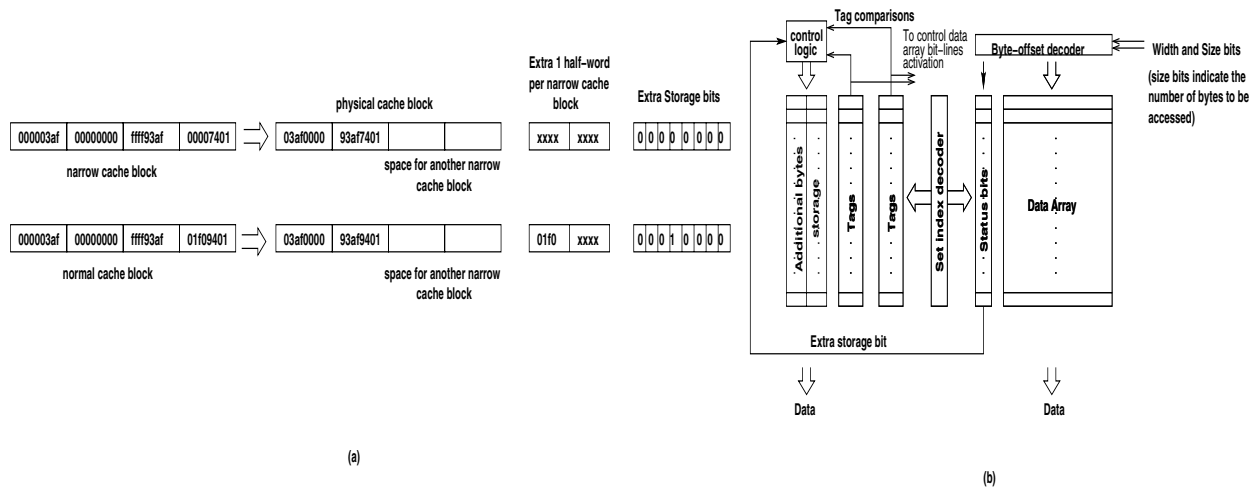 Extra 1 half-word
per narrow cache
block
physical cache block
Extra Storage bits
000003af 00000000 ffff93af 00007401
03af0000 93af7401
xxxx xxxx
0 0 0 0 0 0 0 0
narrow cache block
space for another narrow
cache block
000003af 00000000 ffff93af 01f09401
03af0000 93af9401
01f0 xxxx
0 0 0 1 0 0 0 0
normal cache block
space for another narrow
cache block
(a)
Tag comparisons
control
logic
To control data
array bit-lines
activation
Byte-offset decoder
Width and Size bits
(size bits indicate the
number of bytes to be
accessed)
Additional bytes
storage
Tags
Tags
Set index decoder
Status bits
Data Array
Extra storage bit
Data
Data
(b)